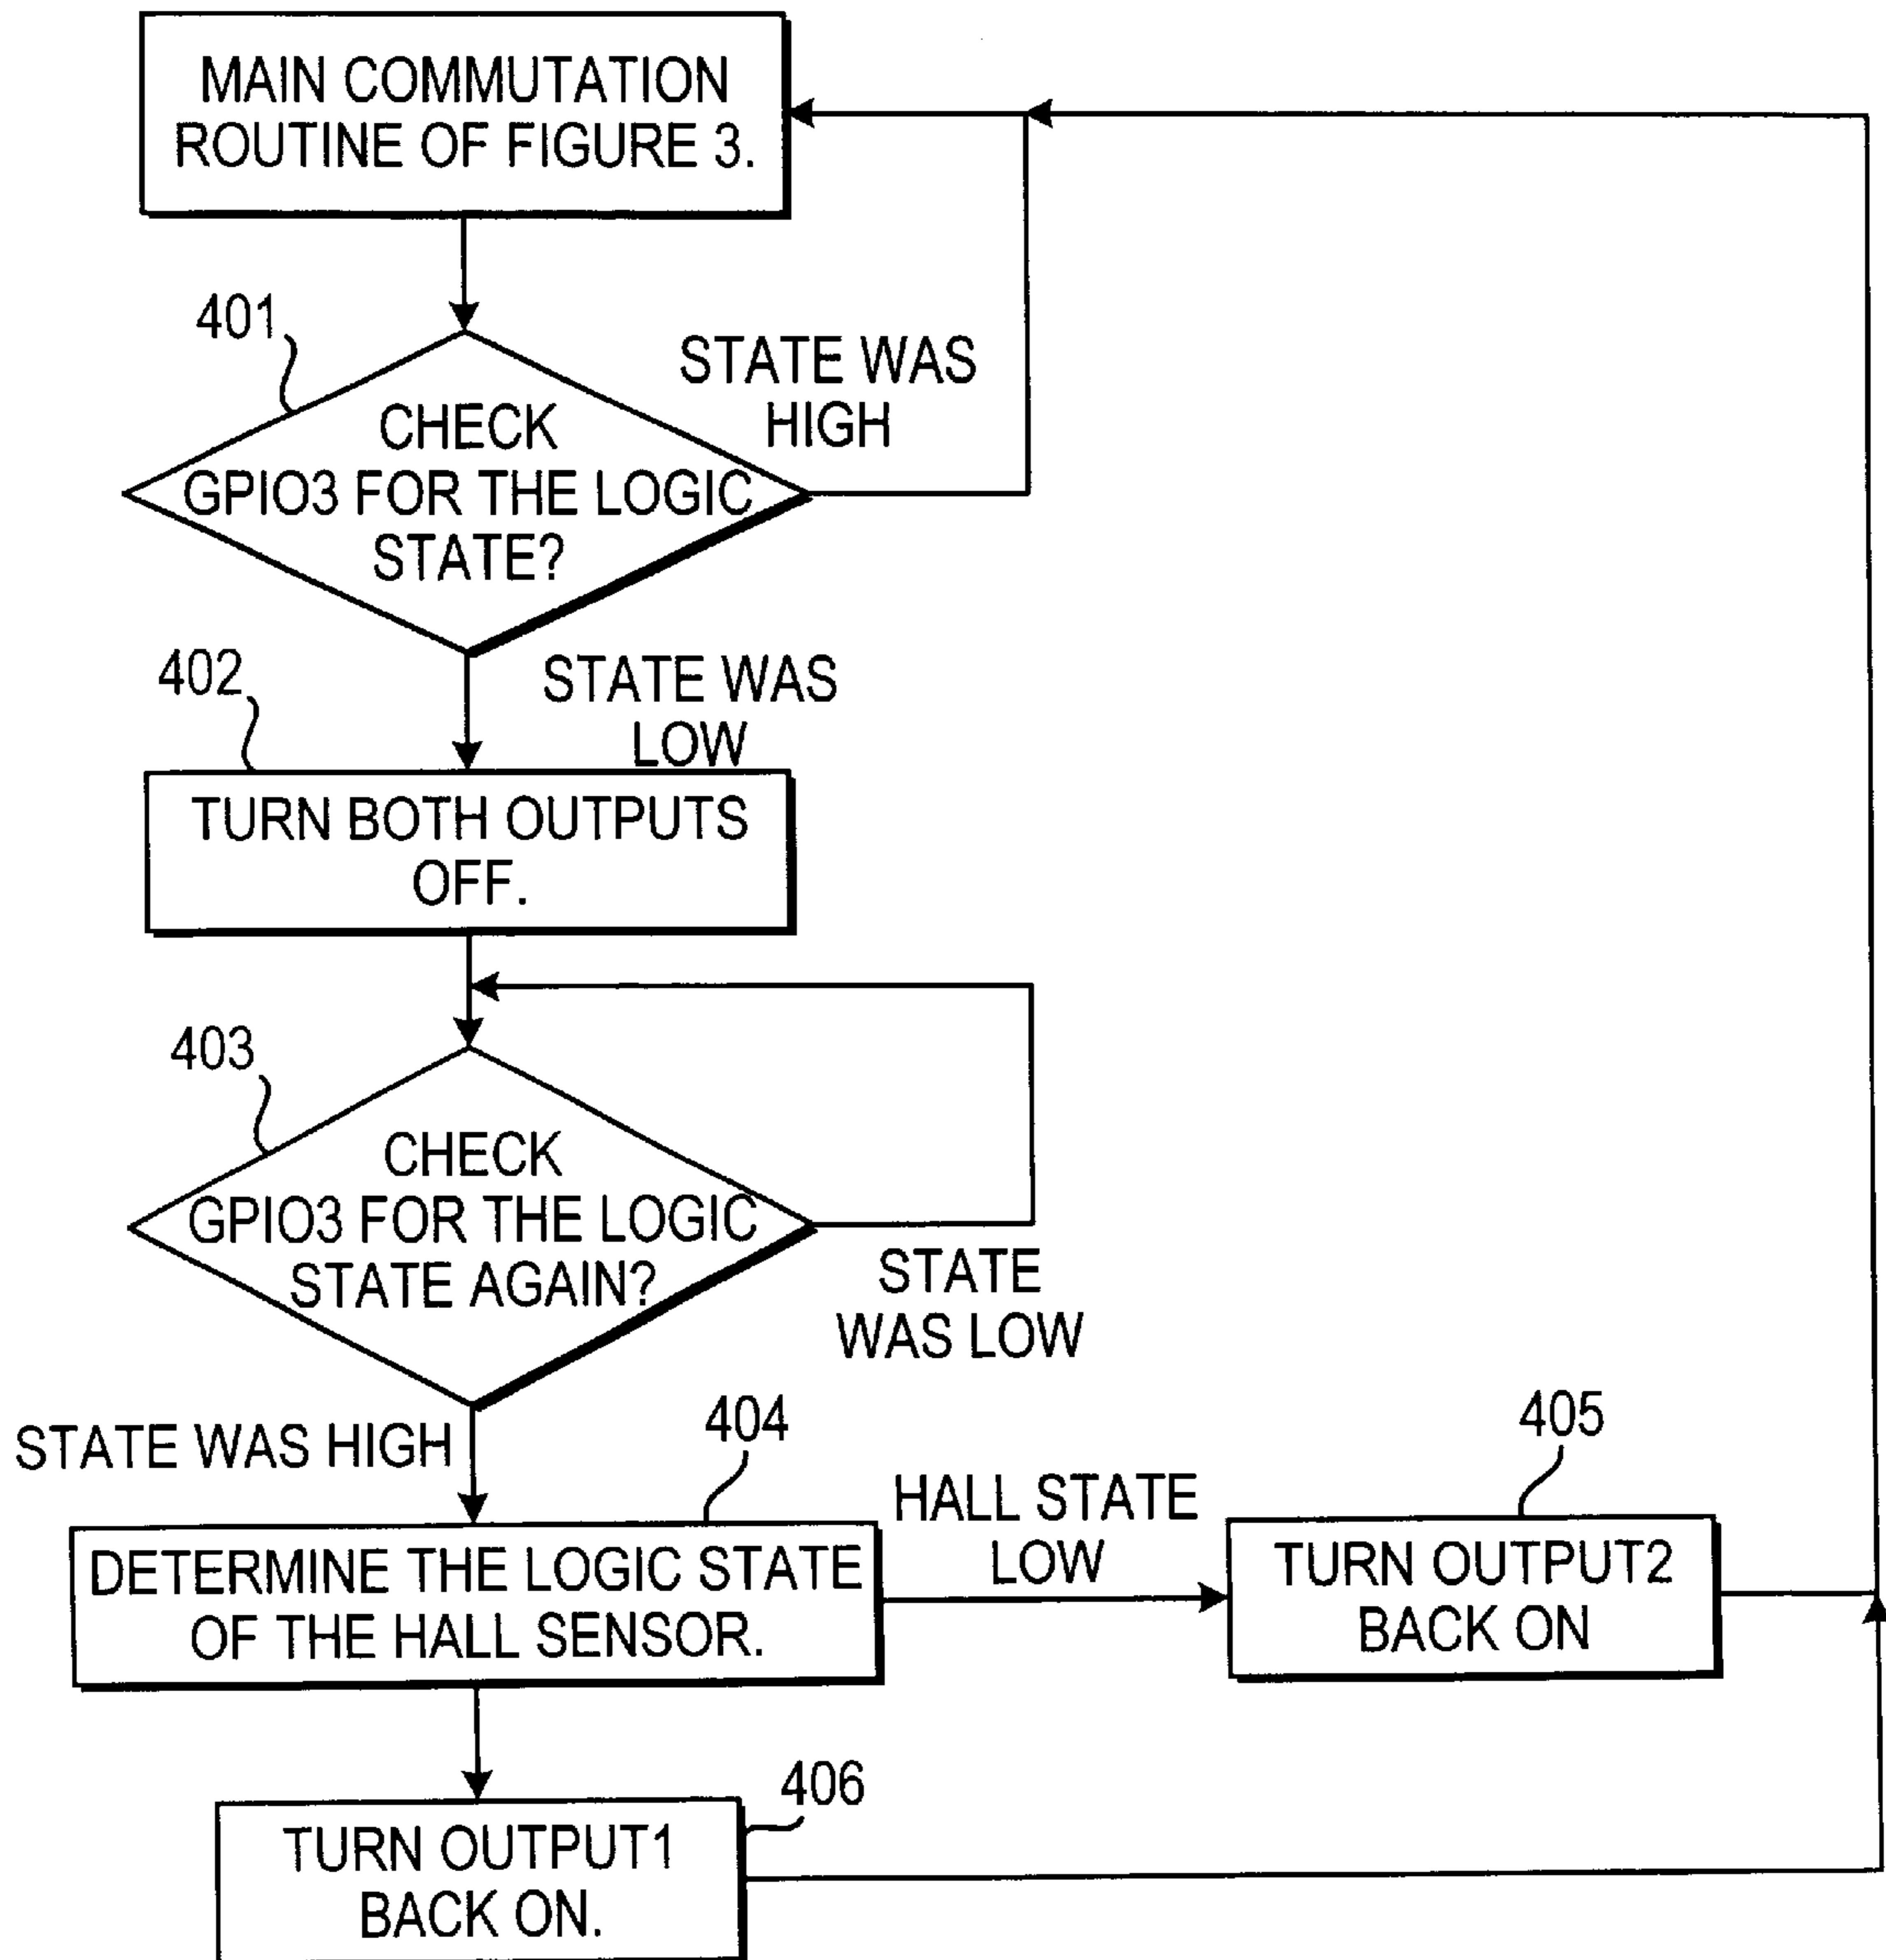 MAIN COMMUTATION
ROUTINE OF FIGURE 3.
401
STATE WAS
HIGH
CHECK
GPIO3 FOR THE LOGIC
STATE?
402
STATE WAS
LOW
TURN BOTH OUTPUTS
OFF.
403
CHECK
GPIO3 FOR THE LOGIC
STATE AGAIN?
STATE
WAS LOW
STATE WAS HIGH
404
405
HALL STATE
LOW
DETERMINE THE LOGIC STATE
OF THE HALL SENSOR.
TURN OUTPUT2
BACK ON
406
TURN OUTPUT1
BACK ON.